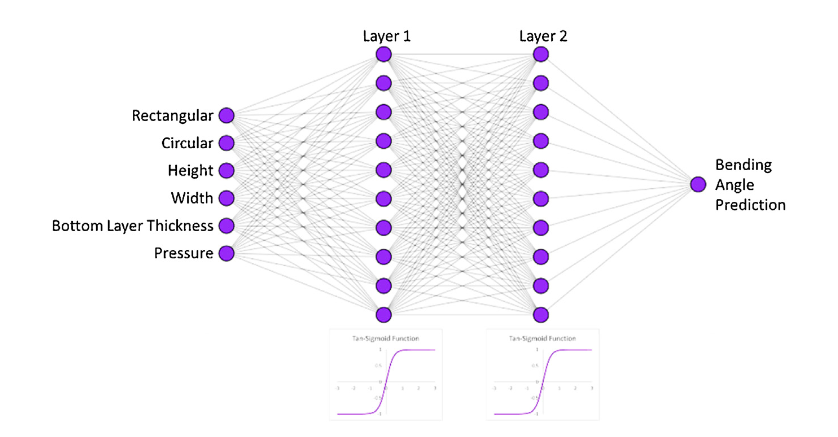 Layer 1
Layer 2
Rectangular
Circular
Height
Width
Bottom Layer Thickness
Pressure
Bending
Angle
Prediction
Tan-Sigmoid Function
Tan-Sigmoid Function